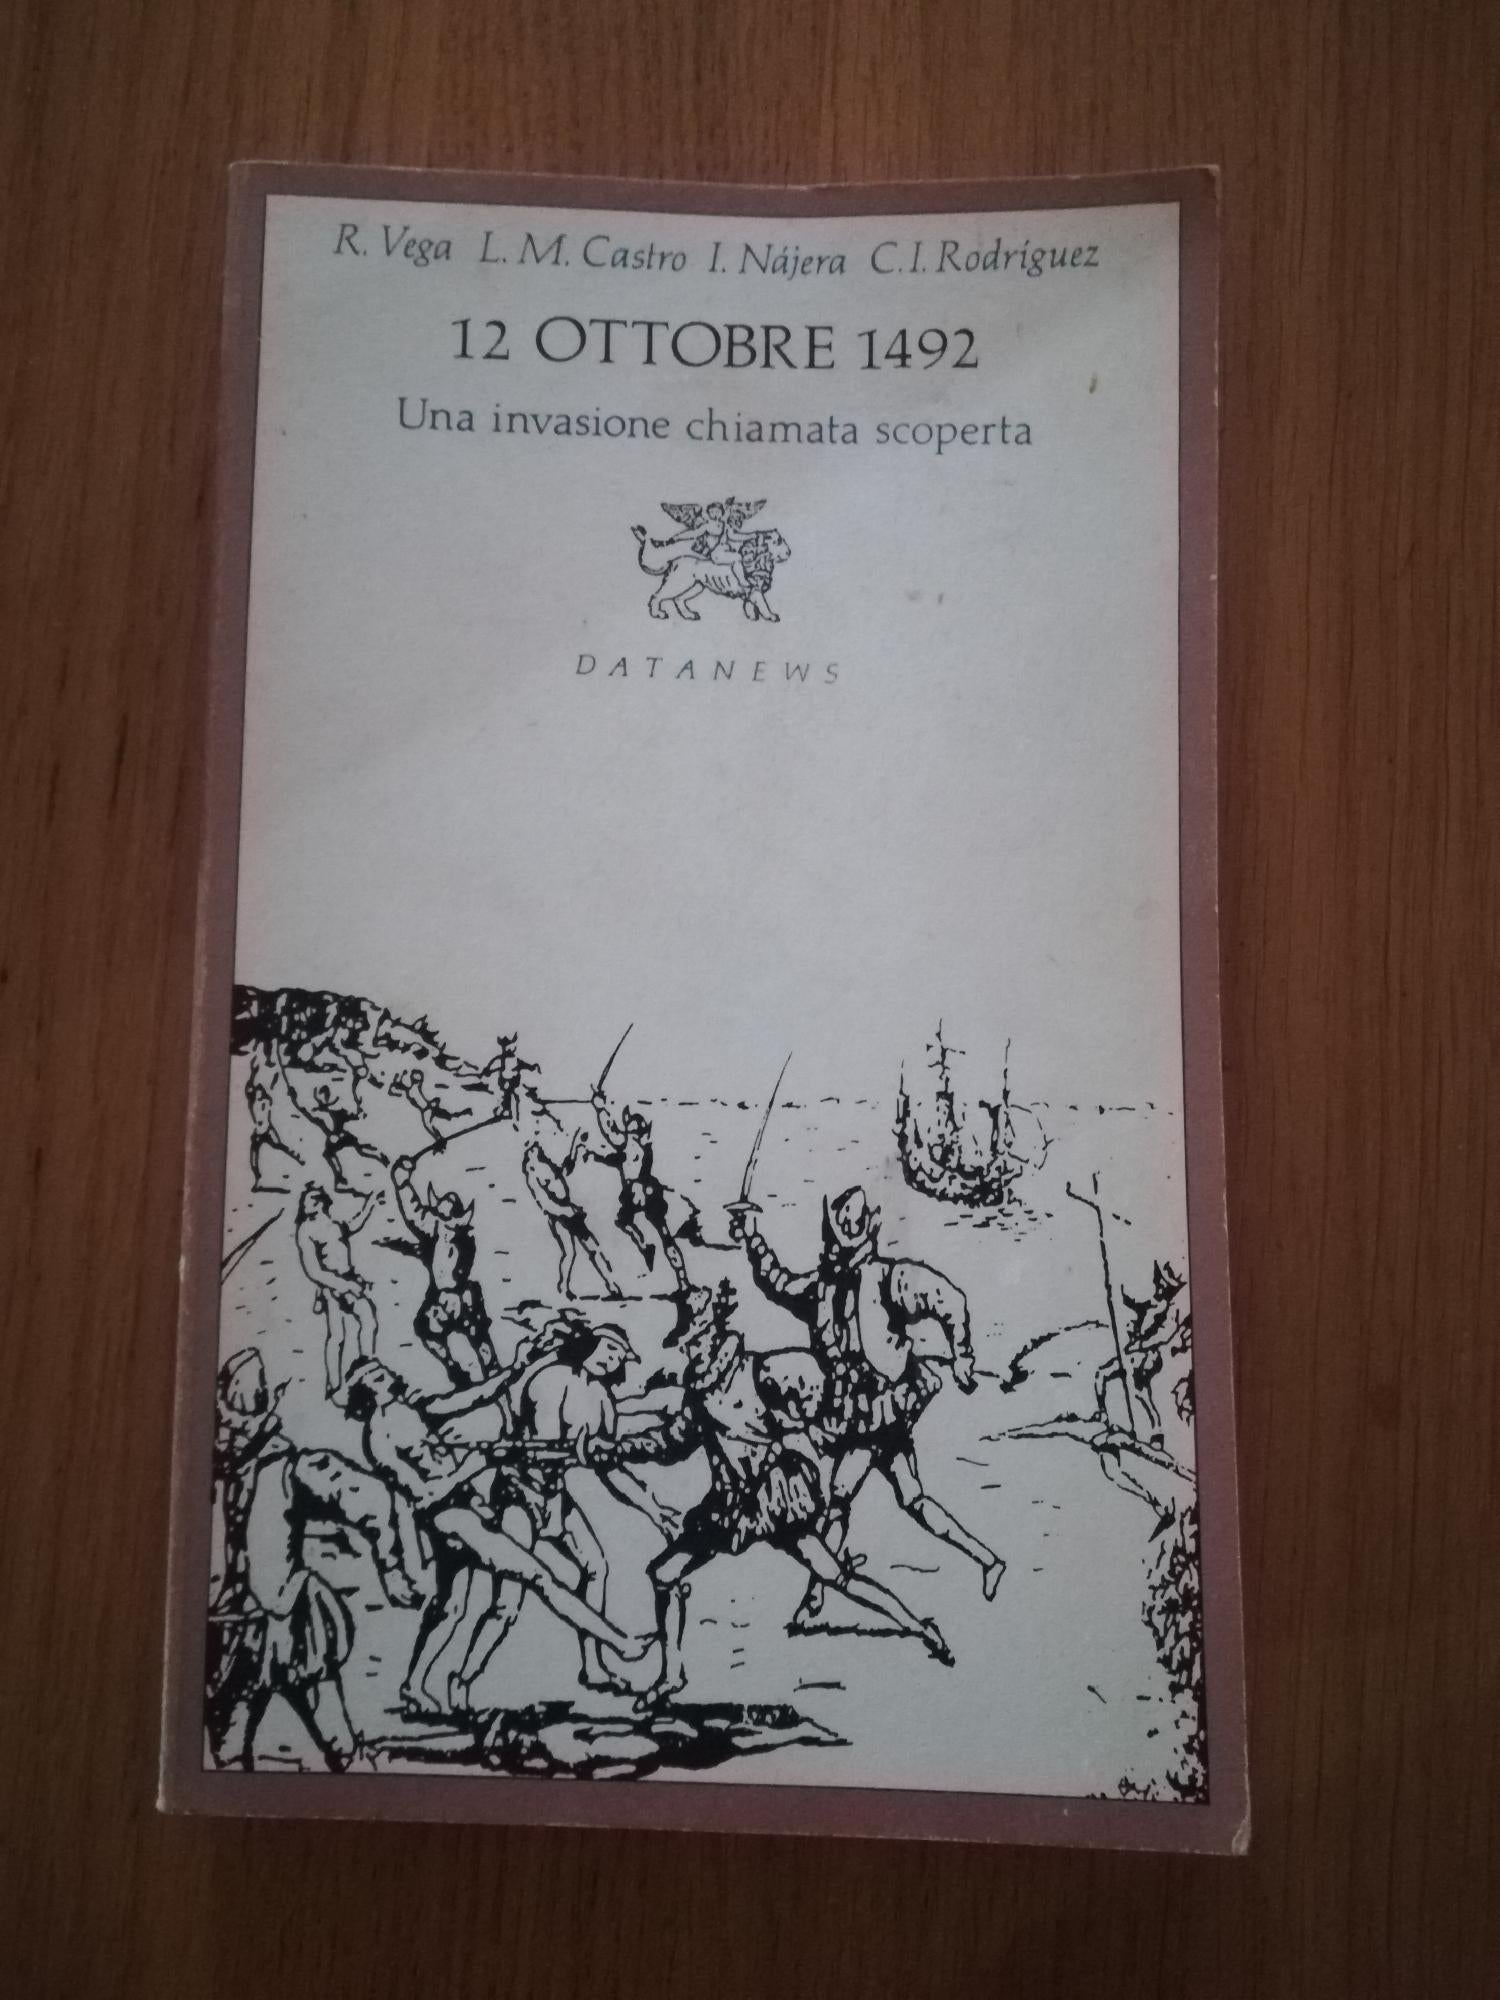 R. Vega L. M. Castro I. Nájera C. I. Rodríguez
12 OTTOBRE 1492
Una invasione chiamata scoperta
DATANEWS